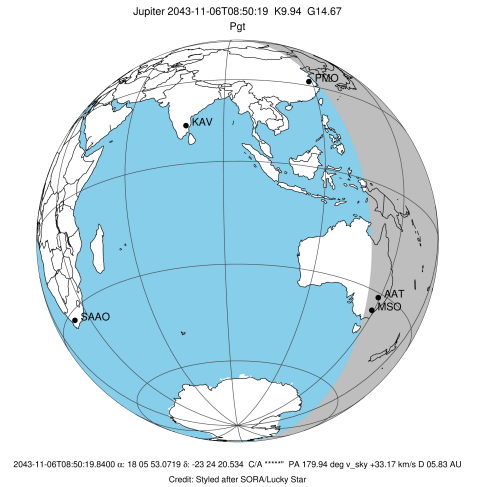 Jupiter 2043-11-06T08:50:19 K9.94 G14.67
Pgt
PMO
KAV
AAT
MSO
SAAO
2043-11-06T08:50:19.8400 α: 18 05 53.0719 δ: -23 24 20.534 C/A *****" PA 179.94 deg v_sky +33.17 km/s D 05.83 AU
Credit: Styled after SORA/Lucky Star